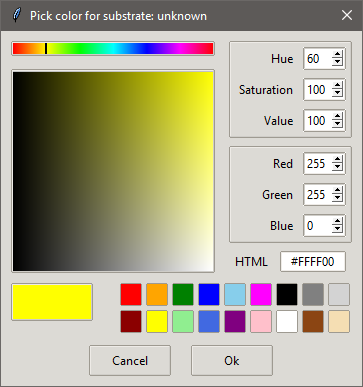 Pick color for substrate: unknown
Hue 60
Saturation 100
Value 100
Red 255
Green 255
Blue 0
HTML #FFFF00
Cancel Ok